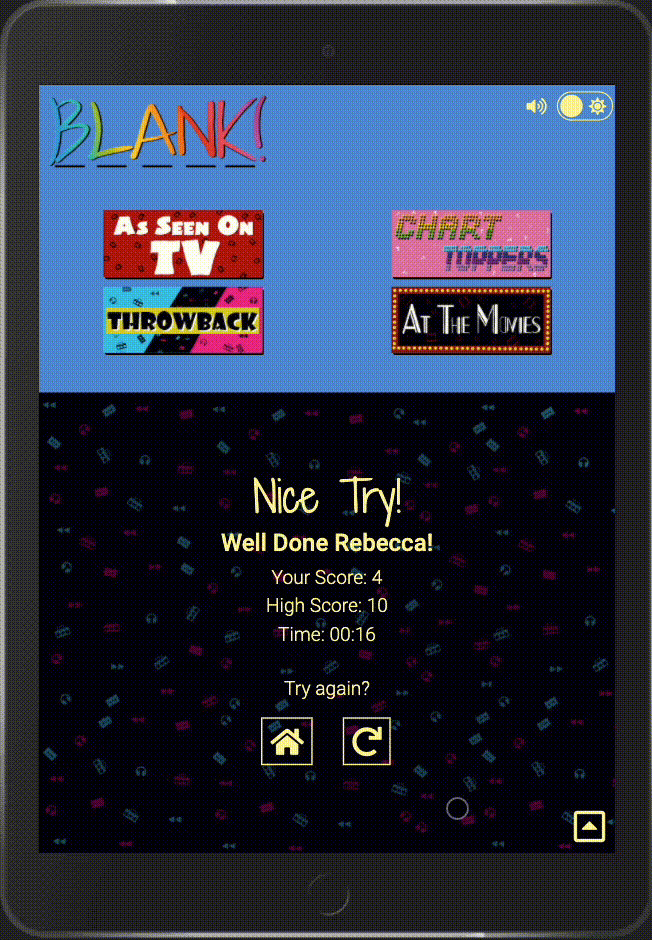 BLANK!
AS SEEN ON
TV
CHART
TOPPERS
THROWBACK
AT THE MOVIES
Nice Try!
Well Done Rebecca!
Your Score: 4
High Score: 10
Time: 00:16
Try again?